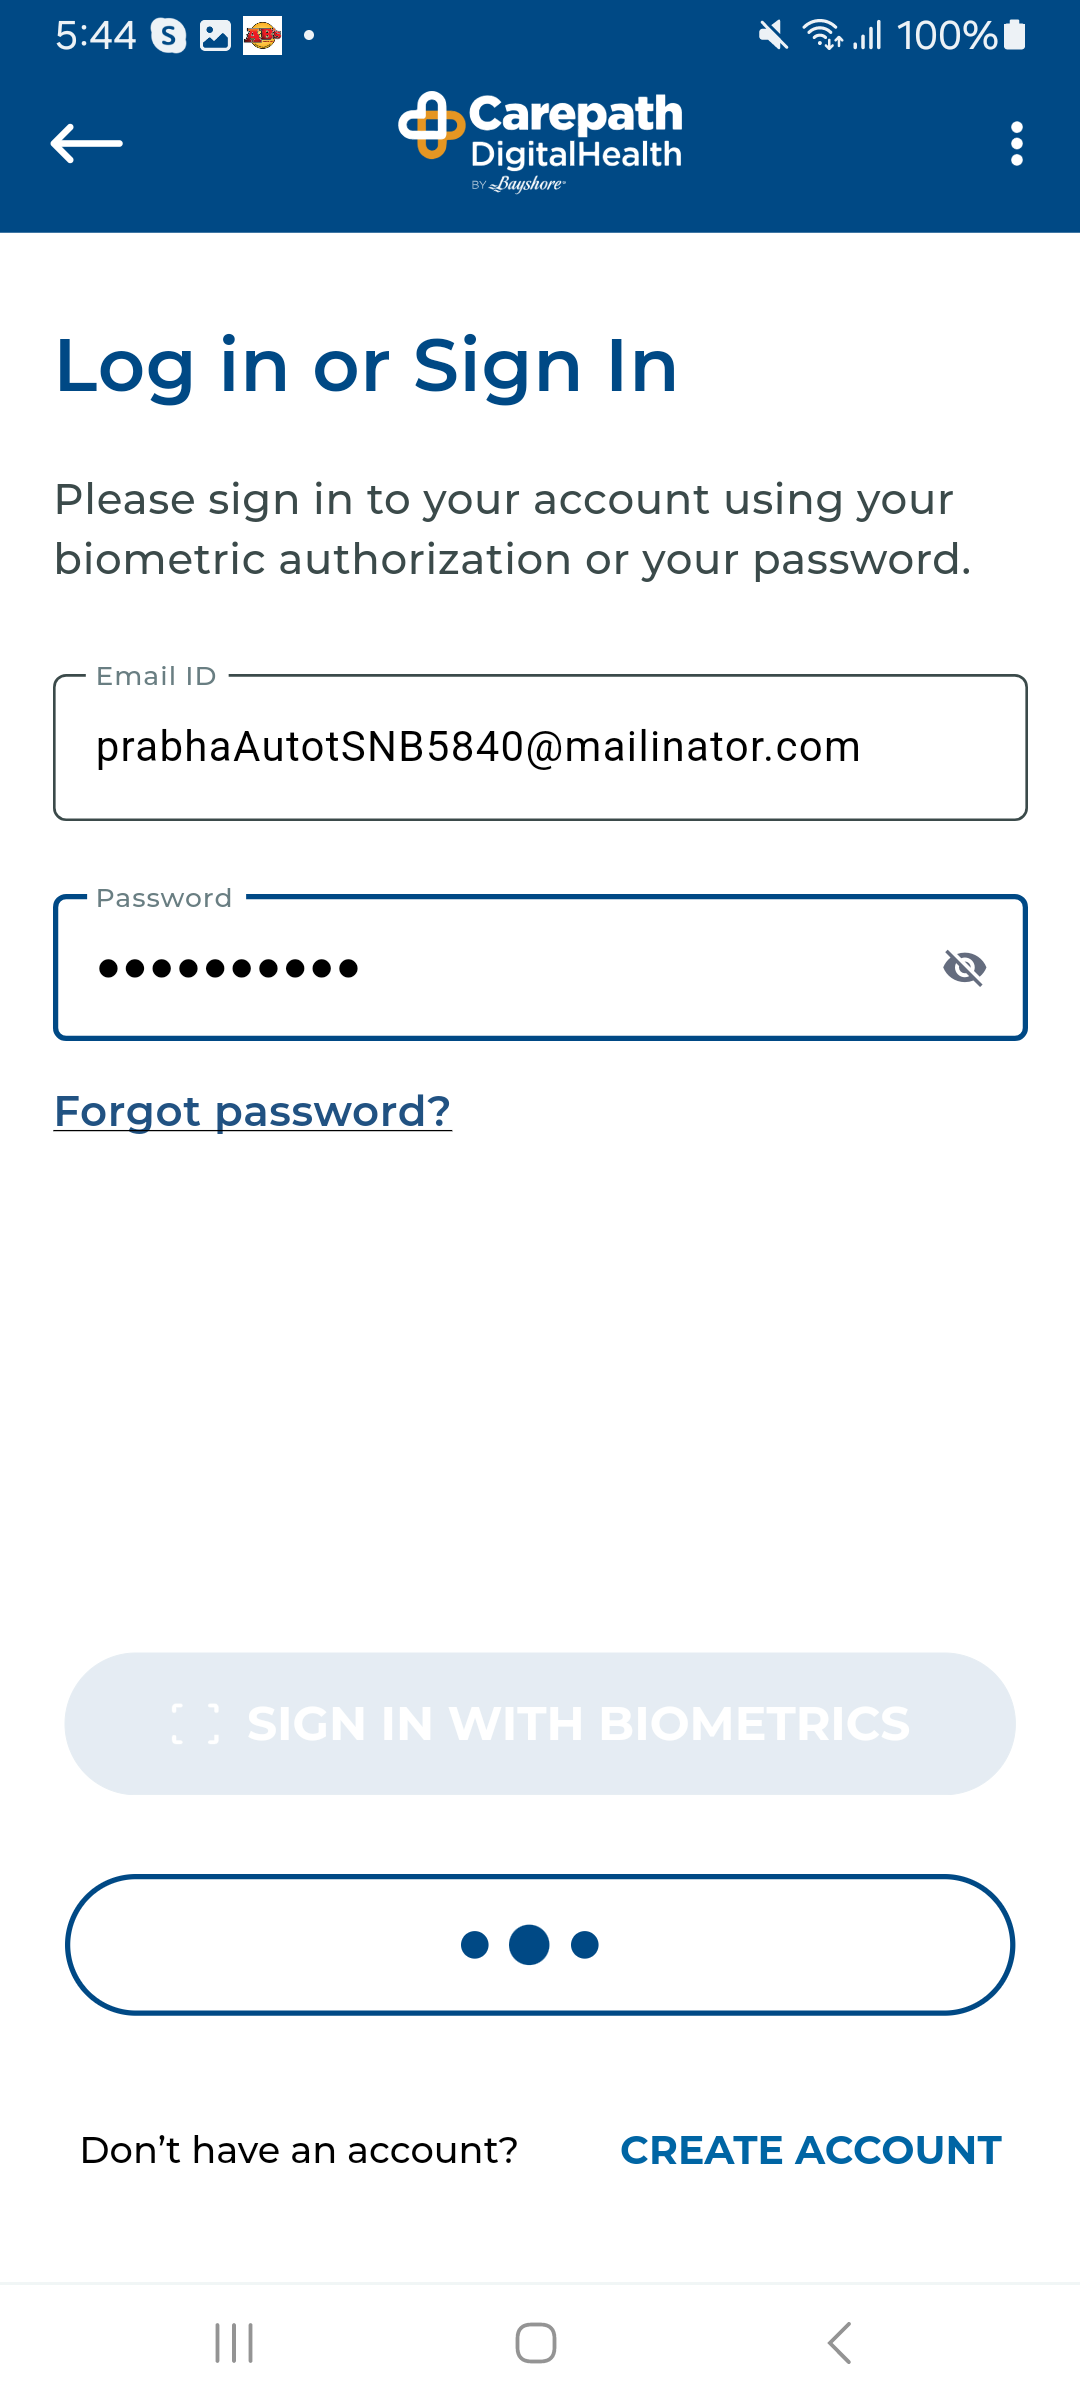 5:44 S ABs 100%
Carepath
DigitalHealth
BY Bayshore
Log in or Sign In
Please sign in to your account using your
biometric authorization or your password.
Email ID
prabhaAutotSNB5840@mailinator.com
Password
••••••••••
Forgot password?
SIGN IN WITH BIOMETRICS
Don’t have an account? CREATE ACCOUNT